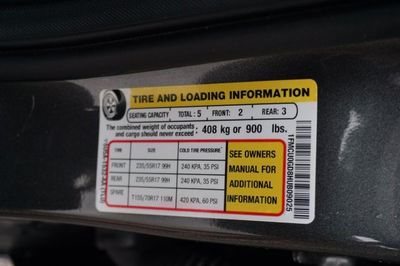 TIRE AND LOADING INFORMATION
SEATING CAPACITY TOTAL: 5 FRONT: 2 REAR: 3
The combined weight of occupants
and cargo should never exceed: 408 kg or 900 lbs.
TIRE SIZE COLD TIRE PRESSURE
FRONT 235/55R17 99H 240 KPA, 35 PSI
REAR 235/55R17 99H 240 KPA, 35 PSI
SPARE T155/70R17 110M 420 KPA, 60 PSI
SEE OWNERS
MANUAL FOR
ADDITIONAL
INFORMATION